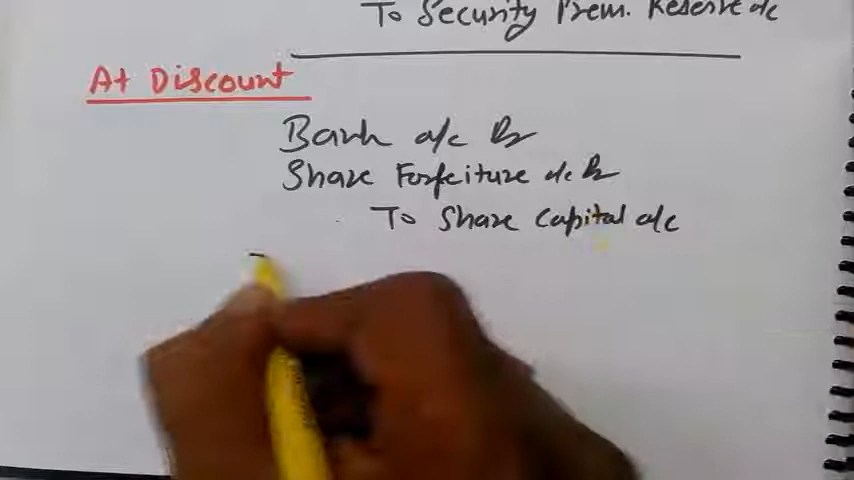 To Security Prem. Reserve a/c
At Discount
Bank a/c Dr
Share Forfeiture a/c Dr
To Share Capital a/c